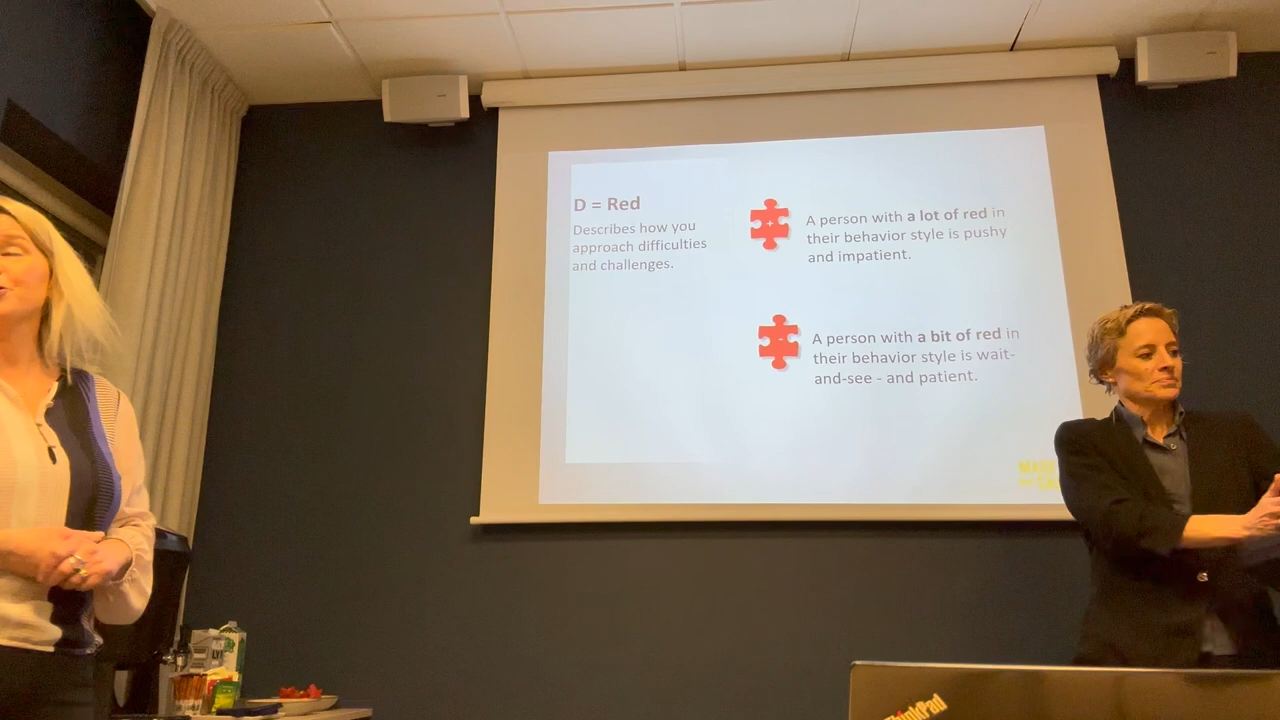 D = Red
Describes how you
approach difficulties
and challenges.
A person with a lot of red in
their behavior style is pushy
and impatient.
A person with a bit of red in
their behavior style is wait-
and-see - and patient.
ThinkPad